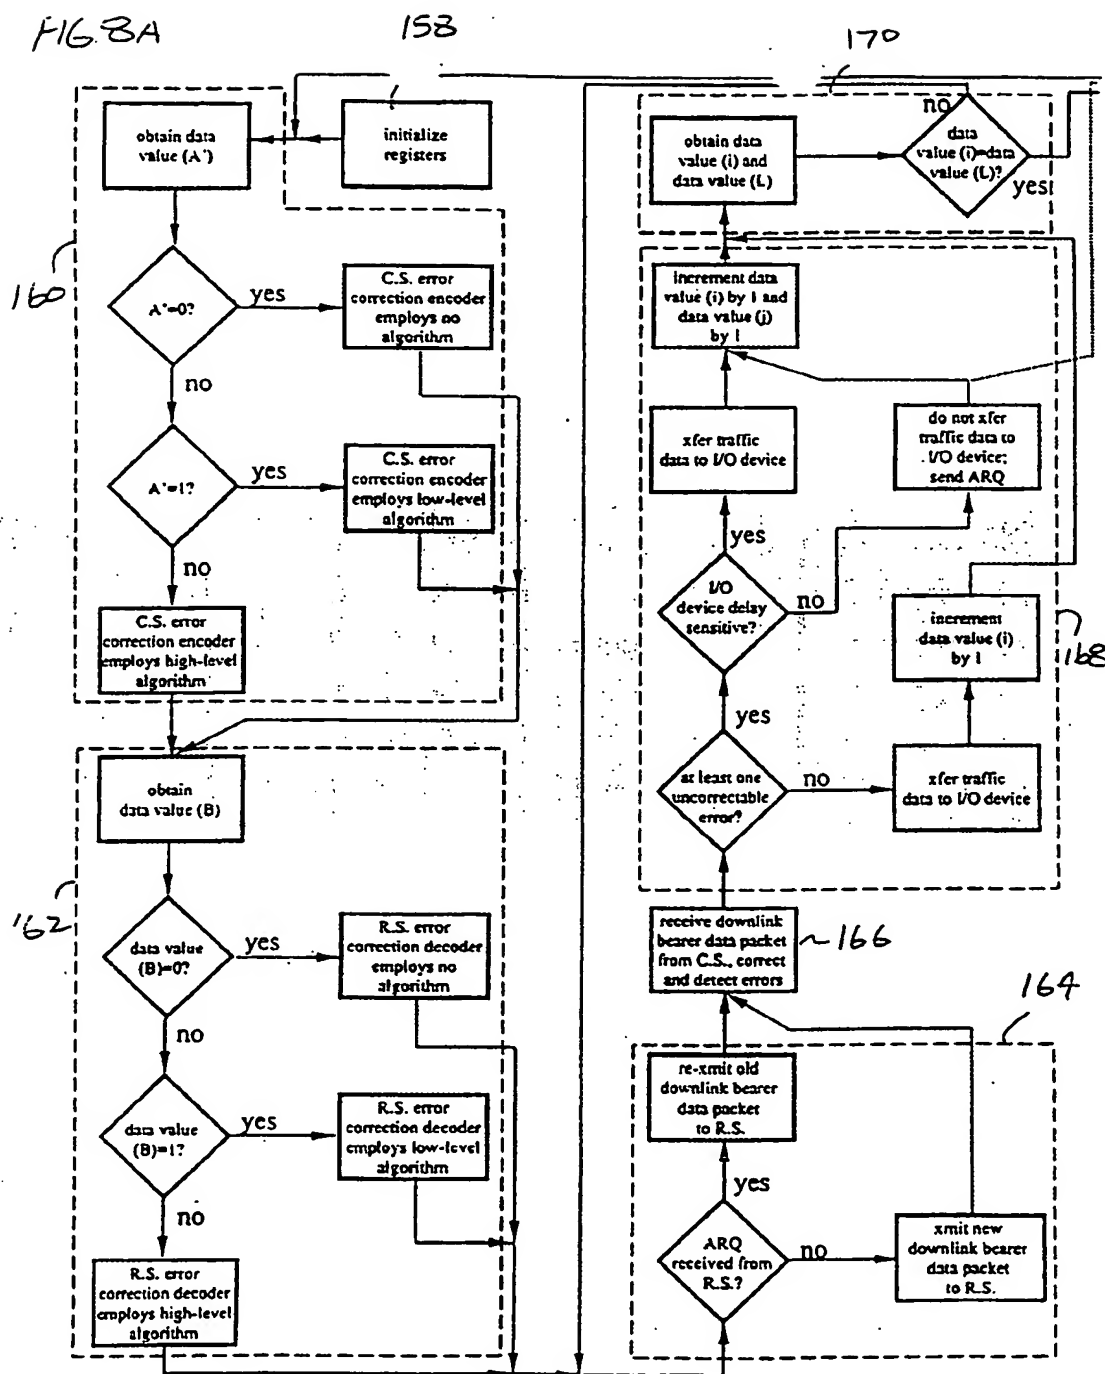 FIG. 8A
158
170
obtain data
value (A')
initialize
registers
160
A'=0?
yes
C.S. error
correction encoder
employs no
algorithm
no
A'=1?
yes
C.S. error
correction encoder
employs low-level
algorithm
no
C.S. error
correction encoder
employs high-level
algorithm
obtain
data value (B)
162
data value
(B)=0?
yes
R.S. error
correction decoder
employs no
algorithm
no
data value
(B)=1?
yes
R.S. error
correction decoder
employs low-level
algorithm
no
R.S. error
correction decoder
employs high-level
algorithm
obtain data
value (i) and
data value (L)
no
data
value (i)=data
value (L)?
yes
increment data
value (i) by 1 and
data value (j)
by 1
xfer traffic
data to I/O device
do not xfer
traffic data to
I/O device;
send ARQ
yes
I/O
device delay
sensitive?
no
increment
data value (i)
by 1
168
yes
at least one
uncorrectable
error?
no
xfer traffic
data to I/O device
receive downlink
bearer data packet
from C.S., correct
and detect errors
166
164
re-xmit old
downlink bearer
data packet
to R.S.
yes
ARQ
received from
R.S.?
no
xmit new
downlink bearer
data packet
to R.S.